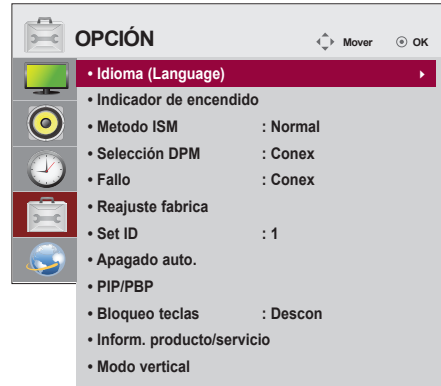 OPCIÓN Mover OK
• Idioma (Language)
• Indicador de encendido
• Metodo ISM : Normal
• Selección DPM : Conex
• Fallo : Conex
• Reajuste fabrica
• Set ID : 1
• Apagado auto.
• PIP/PBP
• Bloqueo teclas : Descon
• Inform. producto/servicio
• Modo vertical